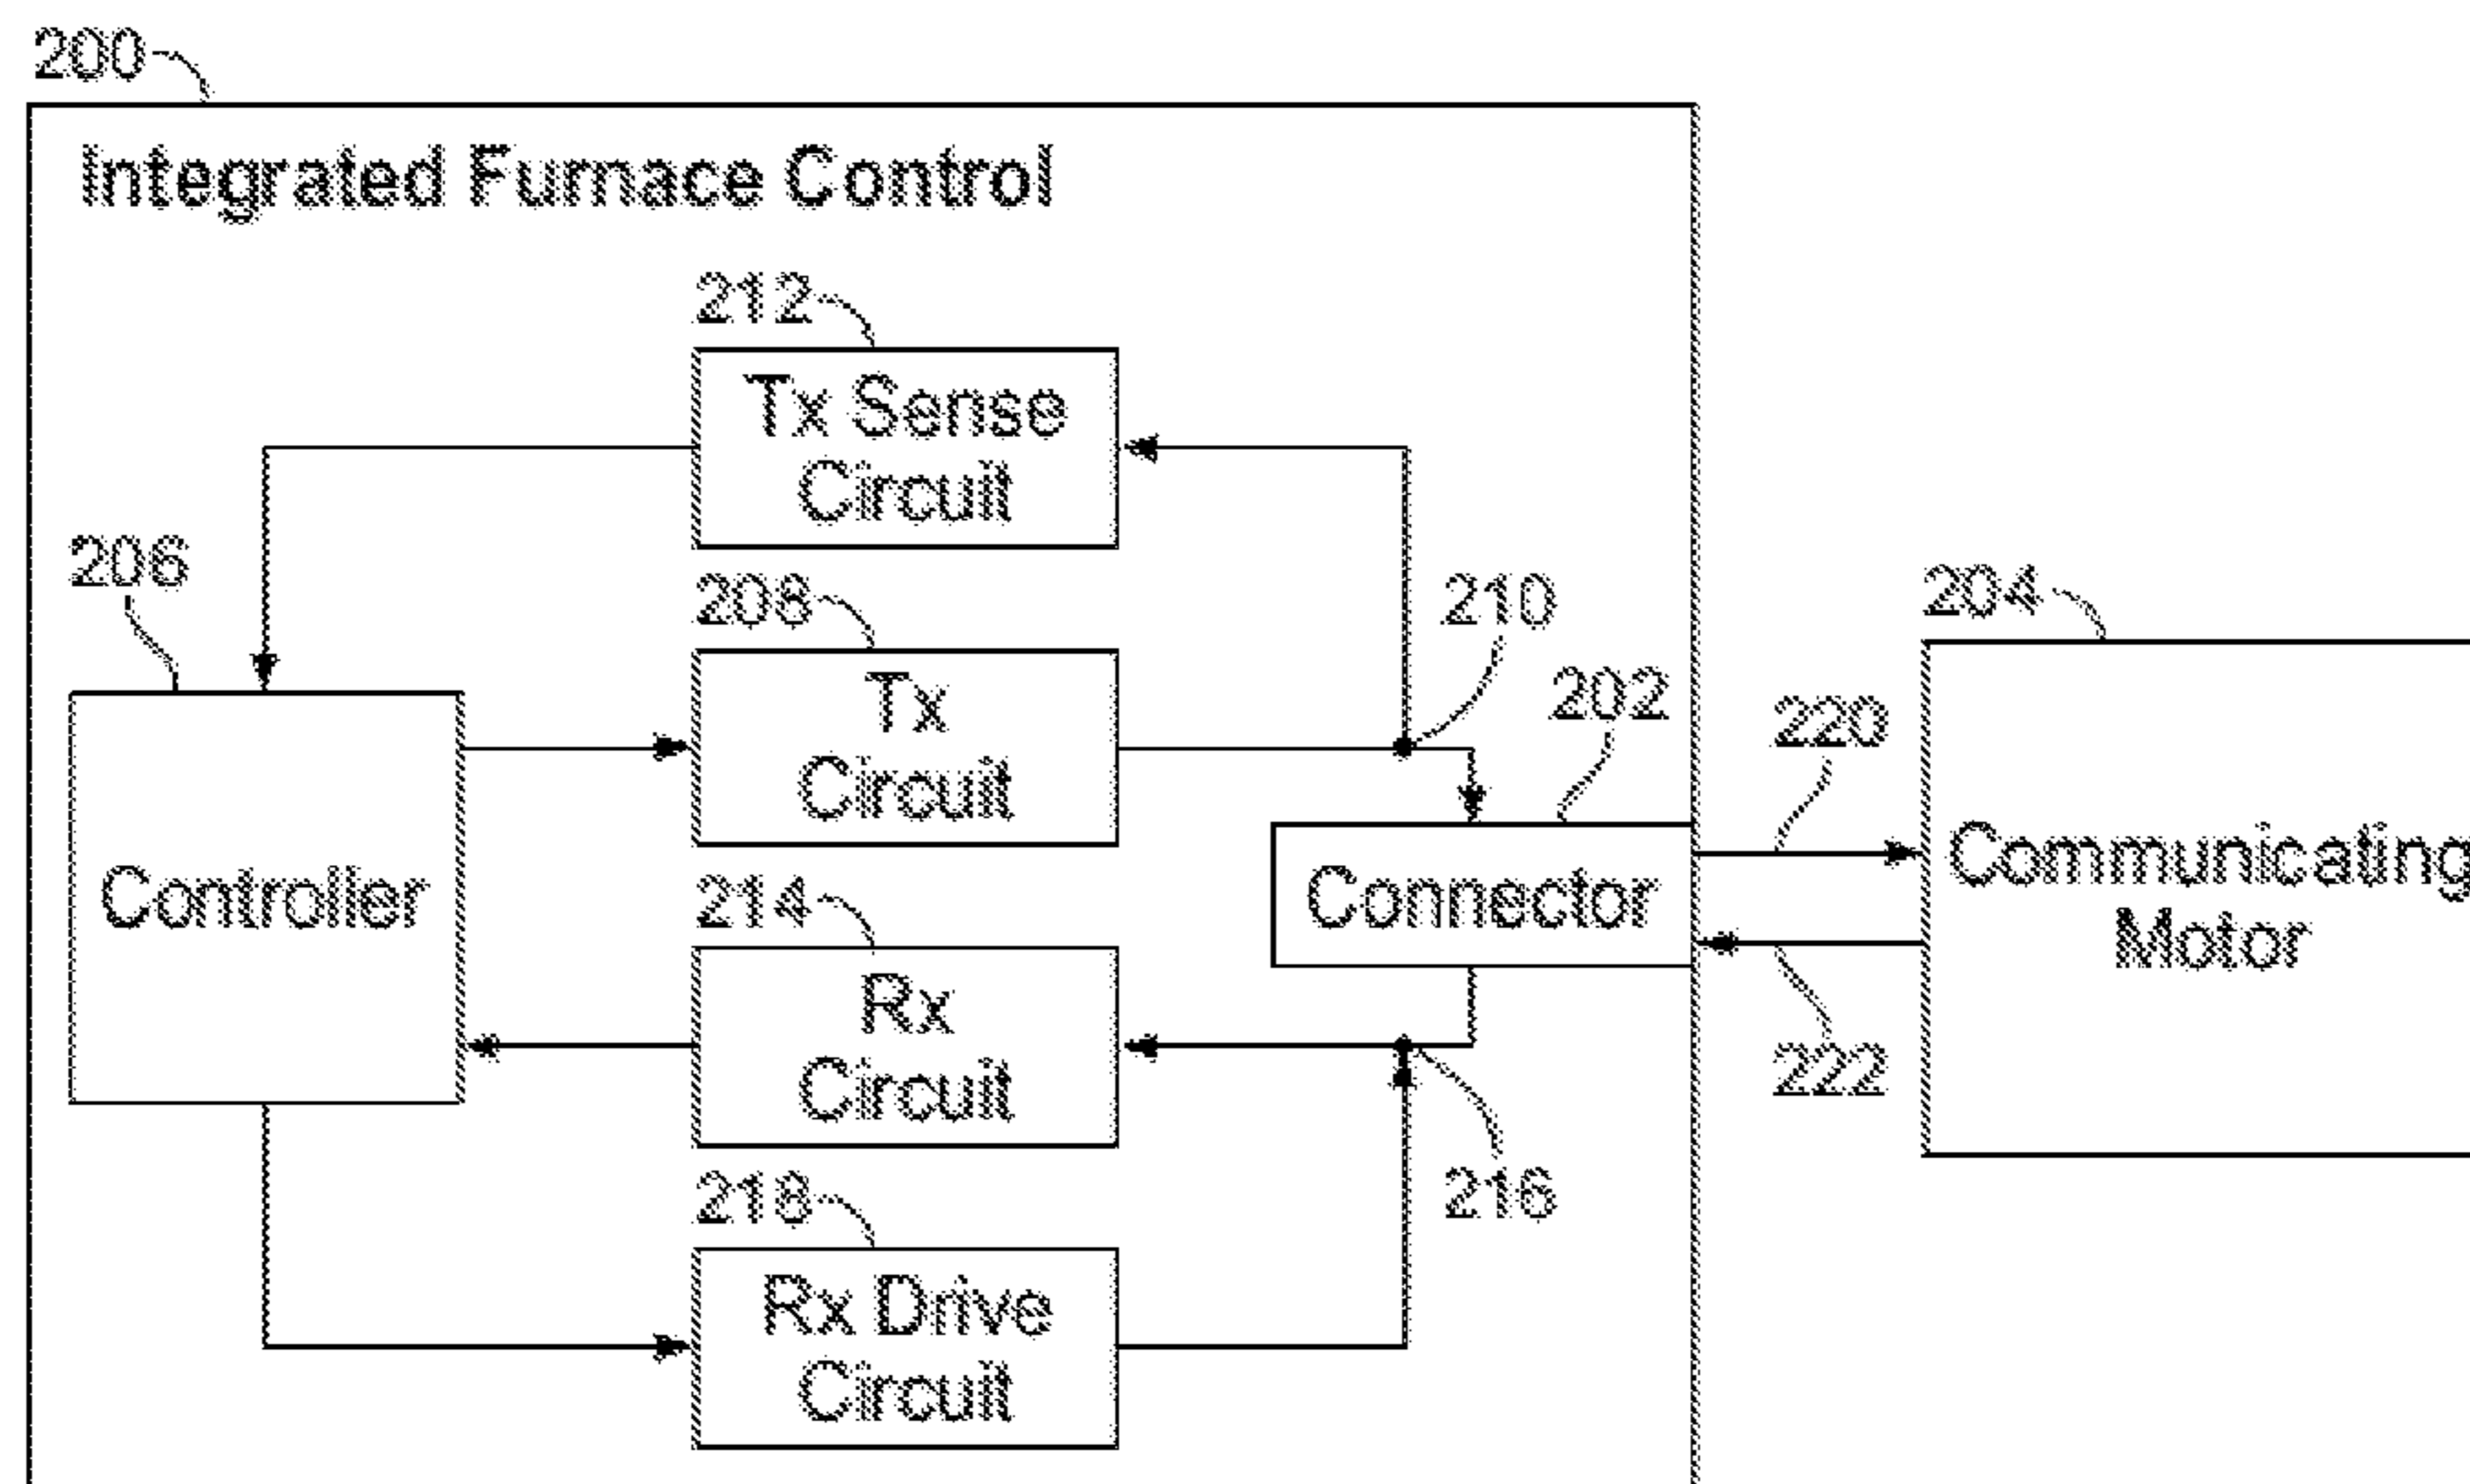 200
Integrated Furnace Control
212
Tx Sense
Circuit
206
208
Tx
Circuit
210
202
204
220
Controller
Connector
Communicating
Motor
214
Rx
Circuit
222
216
218
Rx Drive
Circuit